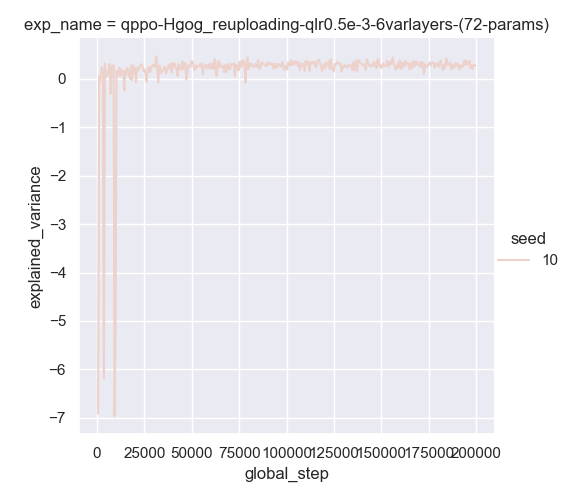 exp_name = qppo-Hgog_reuploading-qlr0.5e-3-6varlayers-(72-params)
0
−1
−2
−3
−4
−5
−6
−7
explained_variance
seed
10
0 25000 50000 75000 100000 125000 150000 175000 200000
global_step